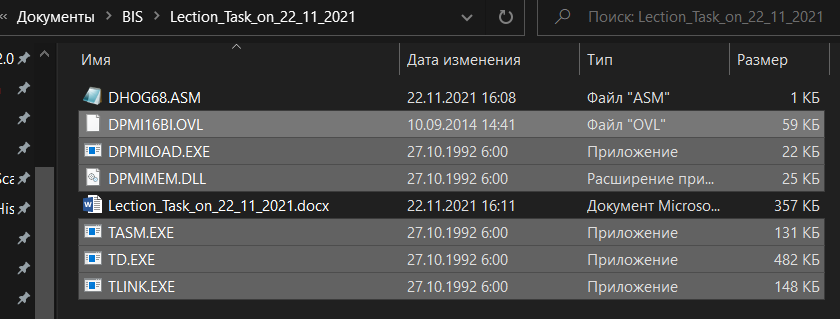 Документы > BIS > Lection_Task_on_22_11_2021
Поиск: Lection_Task_on_22_11_2021
Имя Дата изменения Тип Размер
DHOG68.ASM 22.11.2021 16:08 Файл "ASM" 1 КБ
DPMI16BI.OVL 10.09.2014 14:41 Файл "OVL" 59 КБ
DPMILOAD.EXE 27.10.1992 6:00 Приложение 22 КБ
DPMIMEM.DLL 27.10.1992 6:00 Расширение при... 25 КБ
Lection_Task_on_22_11_2021.docx 22.11.2021 16:11 Документ Microso... 357 КБ
TASM.EXE 27.10.1992 6:00 Приложение 131 КБ
TD.EXE 27.10.1992 6:00 Приложение 482 КБ
TLINK.EXE 27.10.1992 6:00 Приложение 148 КБ
2.0
Sca
His